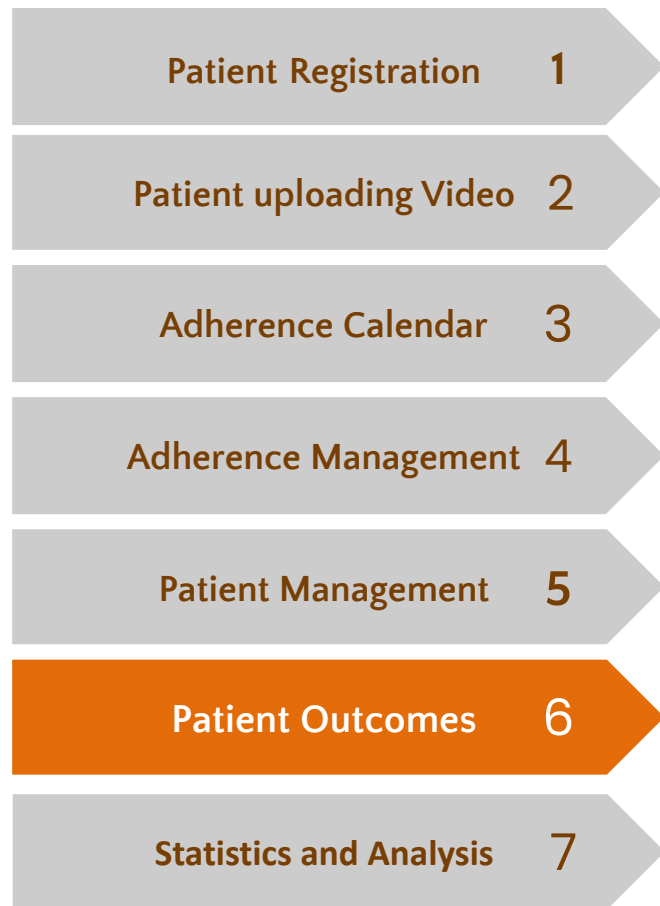 Patient Registration 1
Patient uploading Video 2
Adherence Calendar 3
Adherence Management 4
Patient Management 5
Patient Outcomes 6
Statistics and Analysis 7